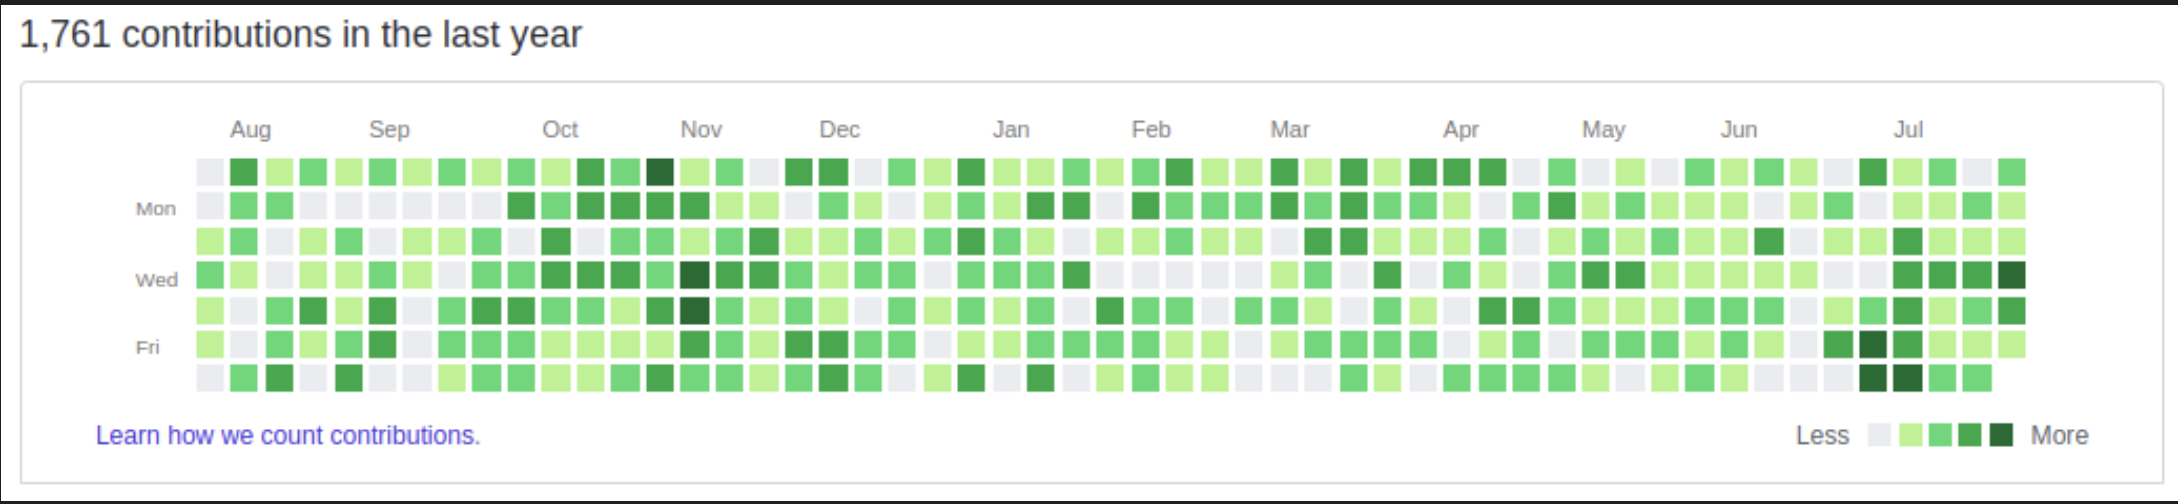 1,761 contributions in the last year
Aug Sep Oct Nov Dec Jan Feb Mar Apr May Jun Jul
Mon
Wed
Fri
Learn how we count contributions.
Less More